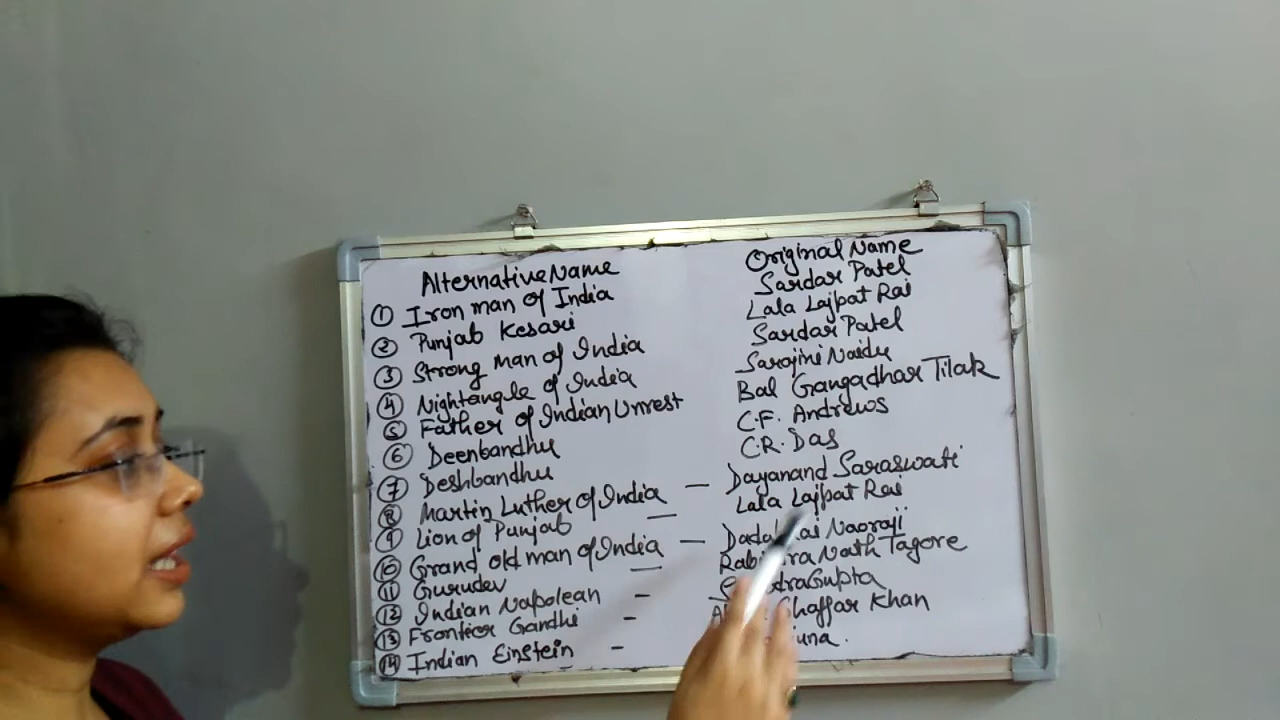 Alternative Name Original Name
① Iron man of India Sardar Patel
② Punjab Kesari Lala Lajpat Rai
③ Strong man of India Sardar Patel
④ Nightangle of India Sarojini Naidu
⑤ Father of Indian Unrest Bal Gangadhar Tilak
⑥ Deenbandhu C.F. Andrews
⑦ Deshbandhu C.R. Das
⑧ Martin Luther of India — Dayanand Saraswati
⑨ Lion of Punjab — Lala Lajpat Rai
⑩ Grand old man of India — Naoroji
⑪ Gurudev — Nath Tagore
⑫ Indian Napolean -
⑬ Frontier Gandhi - Ghaffar Khan
⑭ Indian Einstein -